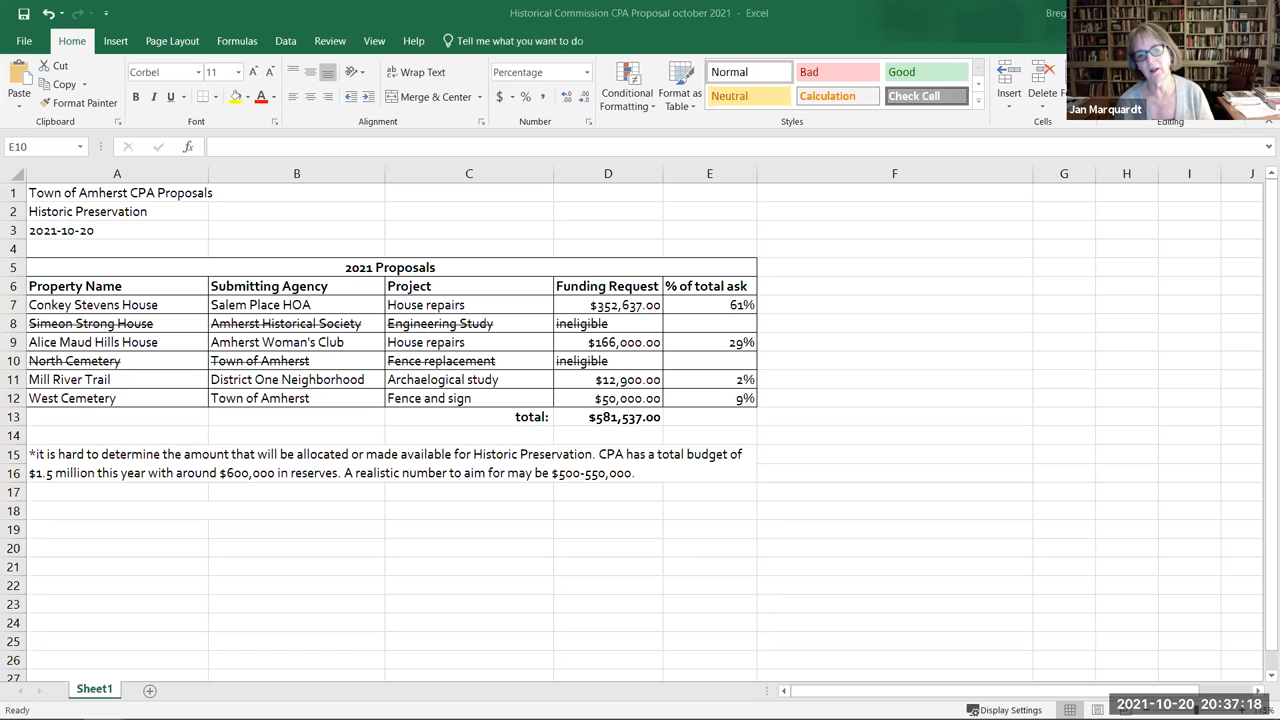 Historical Commission CPA Proposal october 2021 - Excel
Breg
File Home Insert Page Layout Formulas Data Review View Help Tell me what you want to do
Cut
Copy
Format Painter
Paste
Clipboard
Corbel 11
B I U
Font
Wrap Text
Merge & Center
Alignment
Percentage
$ % ,
Number
Conditional Formatting
Format as Table
Normal Bad Good
Neutral Calculation Check Cell
Styles
Insert Delete
Cells
Editing
Jan Marquardt
E10 fx
A B C D E F G H I J
1 Town of Amherst CPA Proposals
2 Historic Preservation
3 2021-10-20
4
5 2021 Proposals
6 Property Name Submitting Agency Project Funding Request % of total ask
7 Conkey Stevens House Salem Place HOA House repairs $352,637.00 61%
8 Simeon Strong House Amherst Historical Society Engineering Study ineligible
9 Alice Maud Hills House Amherst Woman's Club House repairs $166,000.00 29%
10 North Cemetery Town of Amherst Fence replacement ineligible
11 Mill River Trail District One Neighborhood Archaelogical study $12,900.00 2%
12 West Cemetery Town of Amherst Fence and sign $50,000.00 9%
13 total: $581,537.00
14
15 *it is hard to determine the amount that will be allocated or made available for Historic Preservation. CPA has a total budget of
16 $1.5 million this year with around $600,000 in reserves. A realistic number to aim for may be $500-550,000.
17
18
19
20
21
22
23
24
25
26
27
Sheet1
Ready
Display Settings
2021-10-20 20:37:18